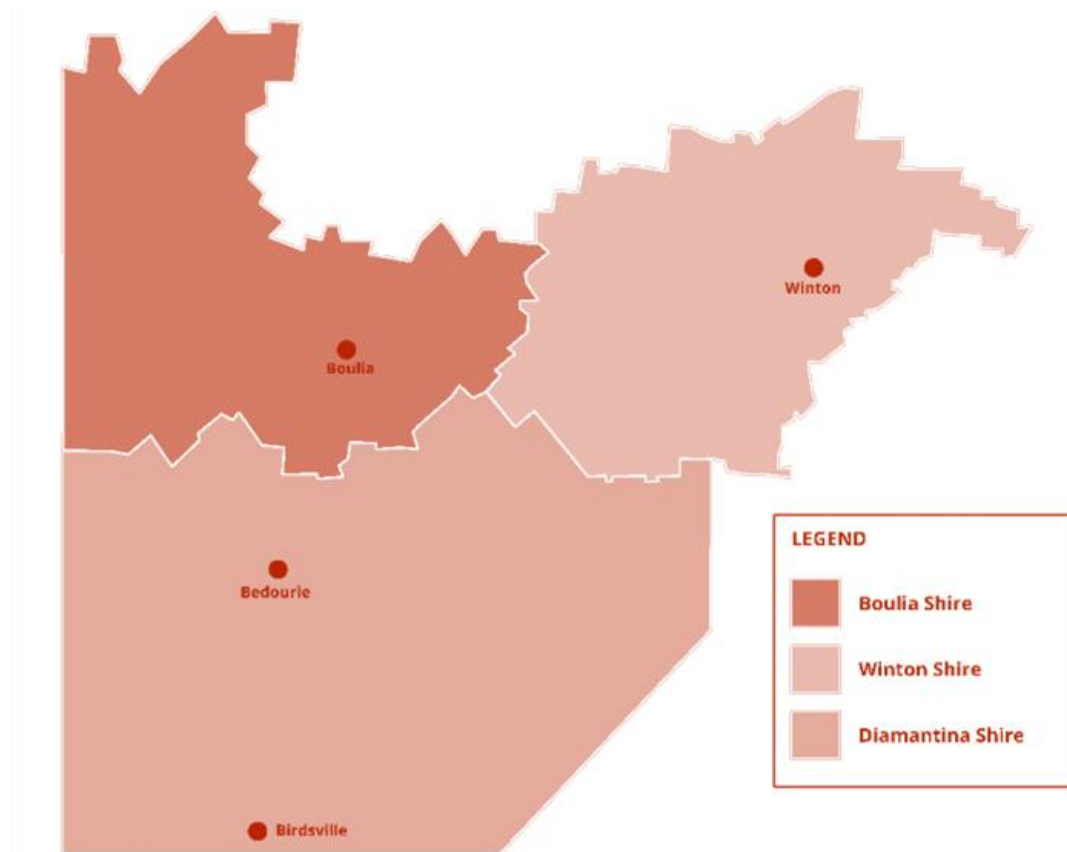 Winton
Boulia
Bedourie
Birdsville
LEGEND
Boulia Shire
Winton Shire
Diamantina Shire